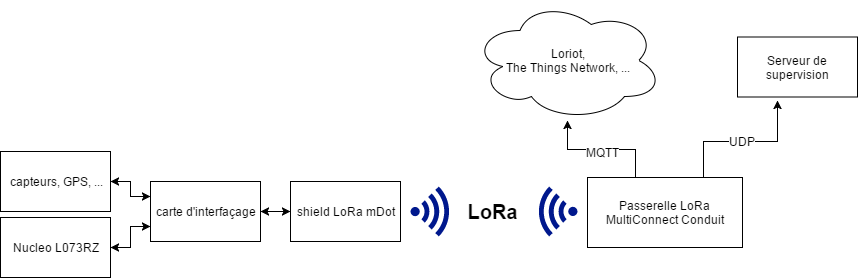 Loriot,
The Things Network, ...
Serveur de
supervision
MQTT
UDP
capteurs, GPS, ...
carte d'interfaçage
shield LoRa mDot
LoRa
Passerelle LoRa
MultiConnect Conduit
Nucleo L073RZ